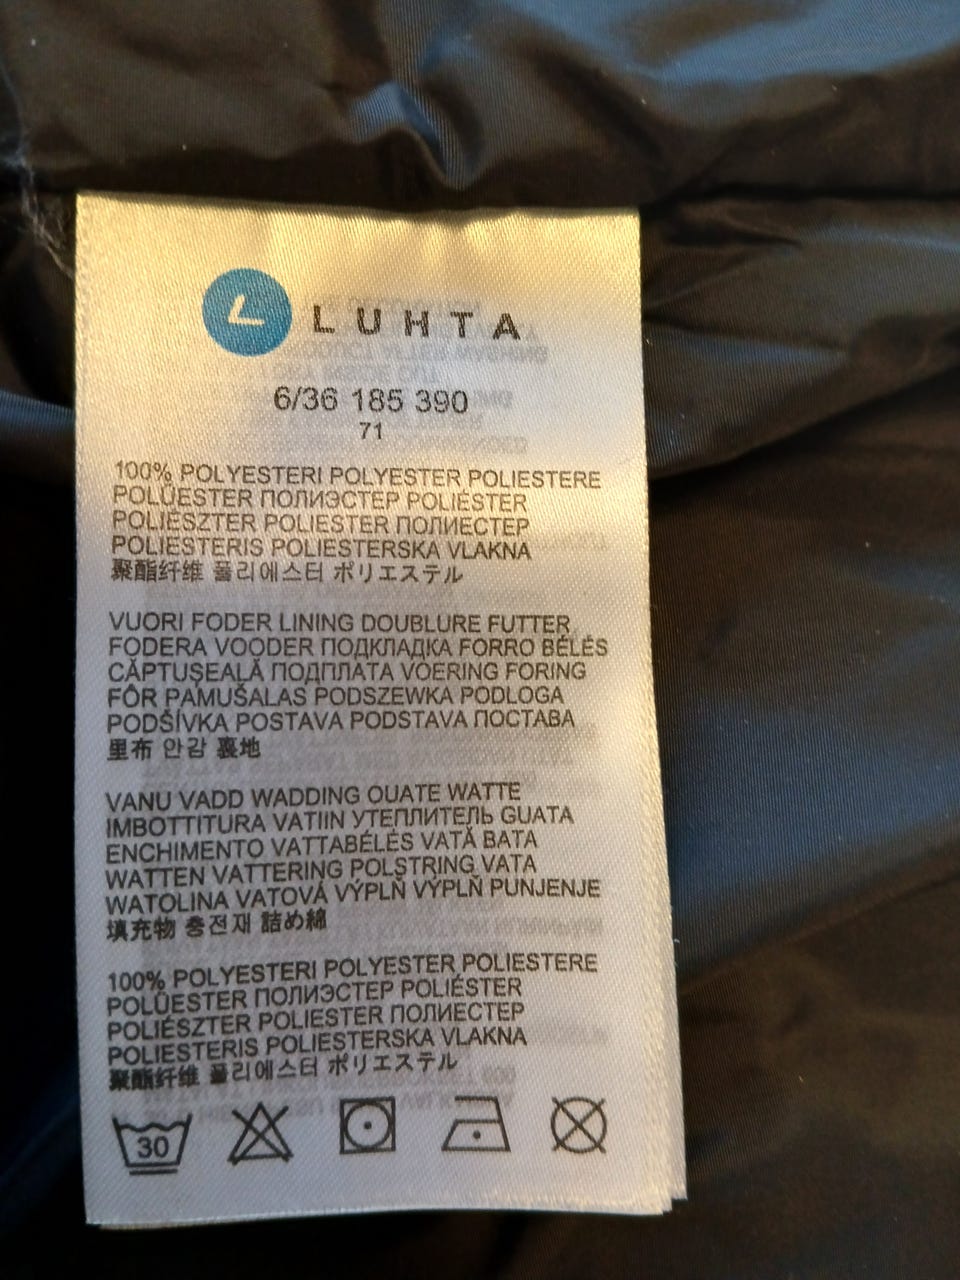 L LUHTA
6/36 185 390
71
100% POLYESTERI POLYESTER POLIESTERE
POLÜESTER ПОЛИЭСТЕР POLIÉSTER
POLIÉSZTER POLIESTER ПОЛИЕСТЕР
POLIESTERIS POLIESTERSKA VLAKNA
聚酯纤维 폴리에스터 ポリエステル
VUORI FODER LINING DOUBLURE FUTTER
FODERA VOODER ПОДКЛАДКА FORRO BÉLÉS
CĂPTUŞEALĂ ПОДПЛАТА VOERING FORING
FÔR PAMUŠALAS PODSZEWKA PODLOGA
PODŠÍVKA POSTAVA PODSTAVA ПОСТАВА
里布 안감 裏地
VANU VADD WADDING OUATE WATTE
IMBOTTITURA VATIIN УТЕПЛИТЕЛЬ GUATA
ENCHIMENTO VATTABÉLÉS VATĂ BATA
WATTEN VATTERING POLSTRING VATA
WATOLINA VATOVÁ VÝPLŇ VÝPLŇ PUNJENJE
填充物 충전재 詰め綿
100% POLYESTERI POLYESTER POLIESTERE
POLÜESTER ПОЛИЭСТЕР POLIÉSTER
POLIÉSZTER POLIESTER ПОЛИЕСТЕР
POLIESTERIS POLIESTERSKA VLAKNA
聚酯纤维 폴리에스터 ポリエステル
30